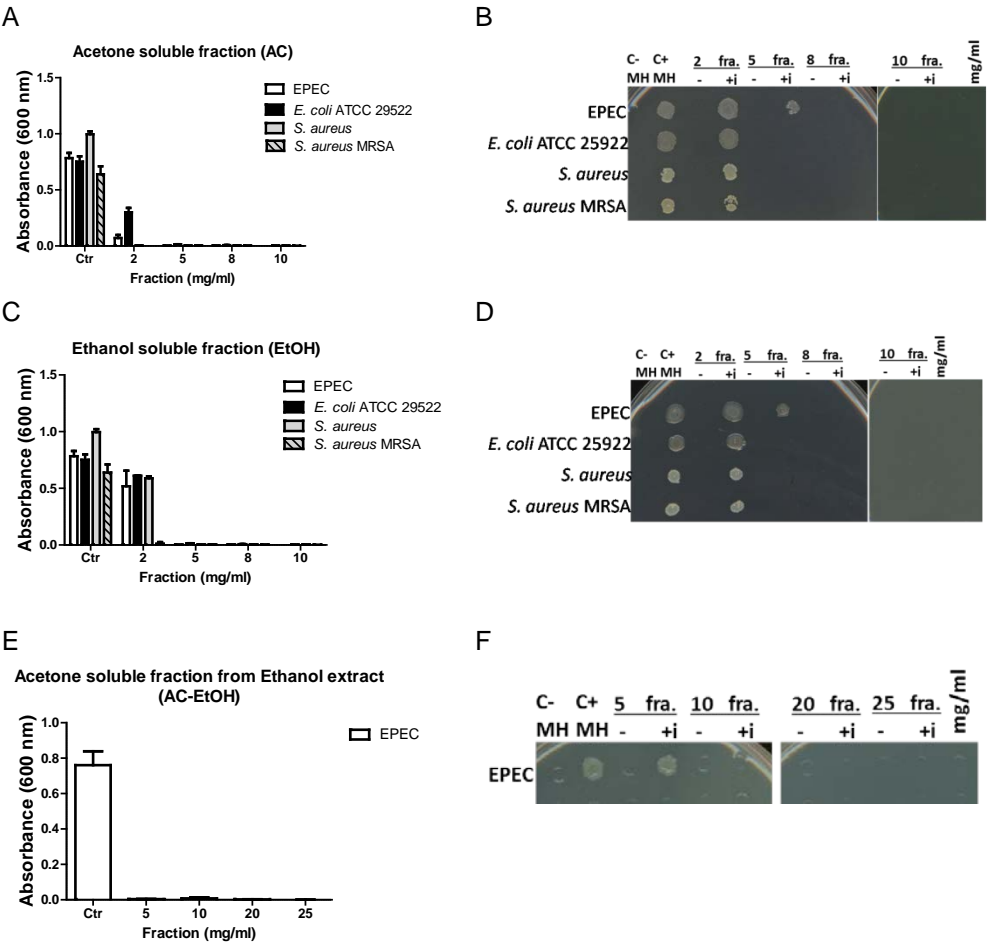 A
Acetone soluble fraction (AC)
Absorbance (600 nm)
1.5
1.0
0.5
0.0
Ctr 2 5 8 10
Fraction (mg/ml)
EPEC
E. coli ATCC 29522
S. aureus
S. aureus MRSA
B
C- C+ 2 fra. 5 fra. 8 fra. 10 fra. mg/ml
MH MH - +i - +i - +i - +i
EPEC
E. coli ATCC 25922
S. aureus
S. aureus MRSA
C
Ethanol soluble fraction (EtOH)
Absorbance (600 nm)
1.5
1.0
0.5
0.0
Ctr 2 5 8 10
Fraction (mg/ml)
EPEC
E. coli ATCC 29522
S. aureus
S. aureus MRSA
D
C- C+ 2 fra. 5 fra. 8 fra. 10 fra. mg/ml
MH MH - +i - +i - +i - +i
EPEC
E. coli ATCC 25922
S. aureus
S. aureus MRSA
E
Acetone soluble fraction from Ethanol extract
(AC-EtOH)
Absorbance (600 nm)
1.0
0.8
0.6
0.4
0.2
0.0
Ctr 5 10 20 25
Fraction (mg/ml)
EPEC
F
C- C+ 5 fra. 10 fra. 20 fra. 25 fra. mg/ml
MH MH - +i - +i - +i - +i
EPEC